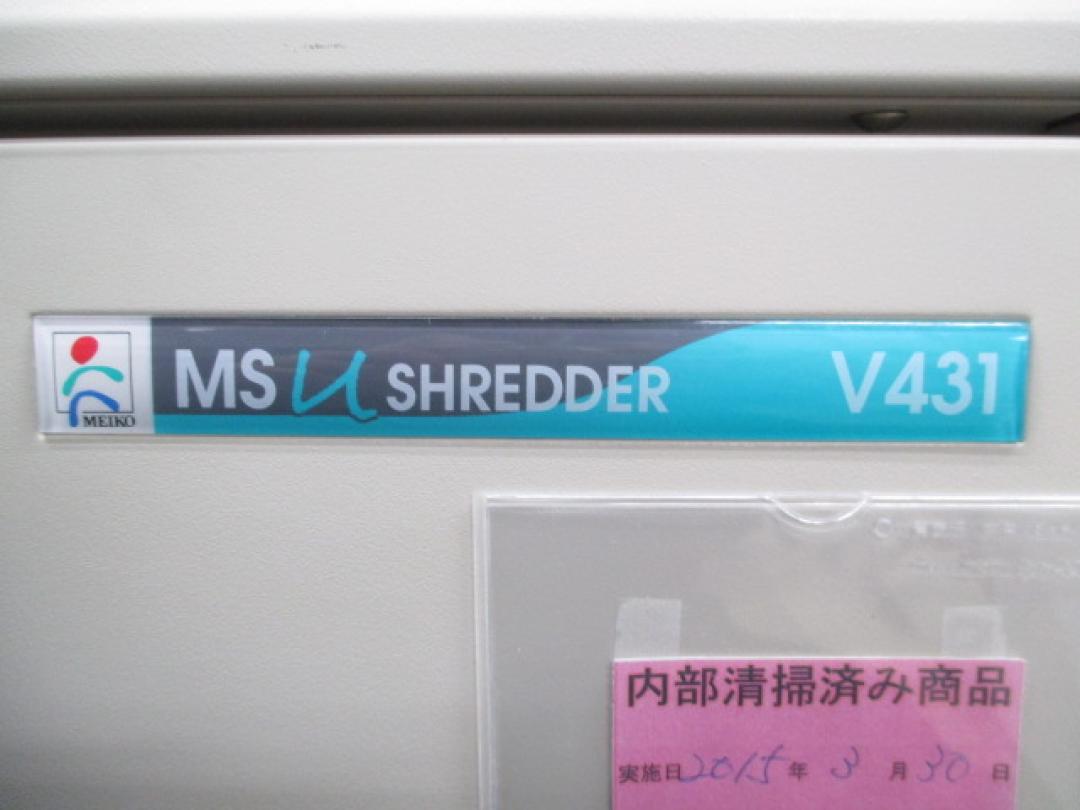 MEIKO
MS u SHREDDER V431
内部清掃済み商品
実施日 2015 年 3 月 30 日